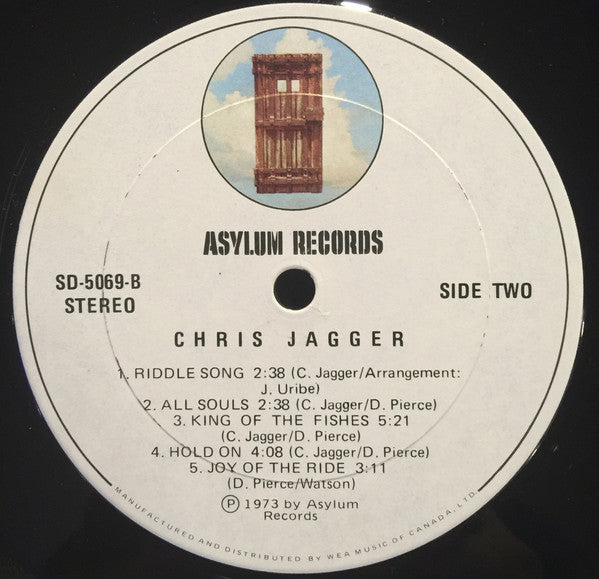 ASYLUM RECORDS
SD-5069-B
STEREO
SIDE TWO
CHRIS JAGGER
1. RIDDLE SONG 2:38 (C. Jagger/Arrangement:
J. Uribe)
2. ALL SOULS 2:38 (C. Jagger/D. Pierce)
3. KING OF THE FISHES 5:21
(C. Jagger/D. Pierce)
4. HOLD ON 4:08 (C. Jagger/D. Pierce)
5. JOY OF THE RIDE 3:11
(D. Pierce/Watson)
Ⓟ 1973 by Asylum
Records
MANUFACTURED AND DISTRIBUTED BY WEA MUSIC OF CANADA, LTD.